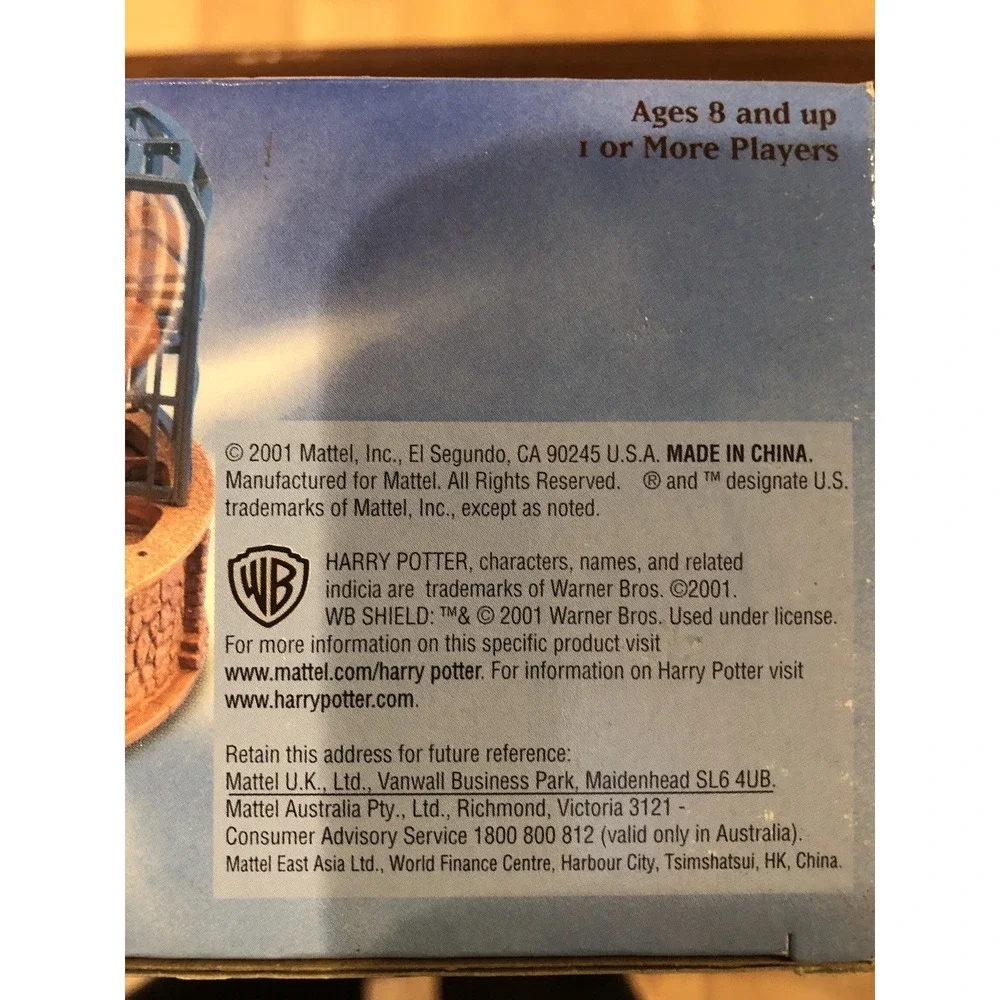 Ages 8 and up
1 or More Players
© 2001 Mattel, Inc., El Segundo, CA 90245 U.S.A. MADE IN CHINA.
Manufactured for Mattel. All Rights Reserved. ® and ™ designate U.S.
trademarks of Mattel, Inc., except as noted.
WB
HARRY POTTER, characters, names, and related
indicia are trademarks of Warner Bros. ©2001.
WB SHIELD: ™& © 2001 Warner Bros. Used under license.
For more information on this specific product visit
www.mattel.com/harry potter. For information on Harry Potter visit
www.harrypotter.com.
Retain this address for future reference:
Mattel U.K., Ltd., Vanwall Business Park, Maidenhead SL6 4UB.
Mattel Australia Pty., Ltd., Richmond, Victoria 3121 -
Consumer Advisory Service 1800 800 812 (valid only in Australia).
Mattel East Asia Ltd., World Finance Centre, Harbour City, Tsimshatsui, HK, China.